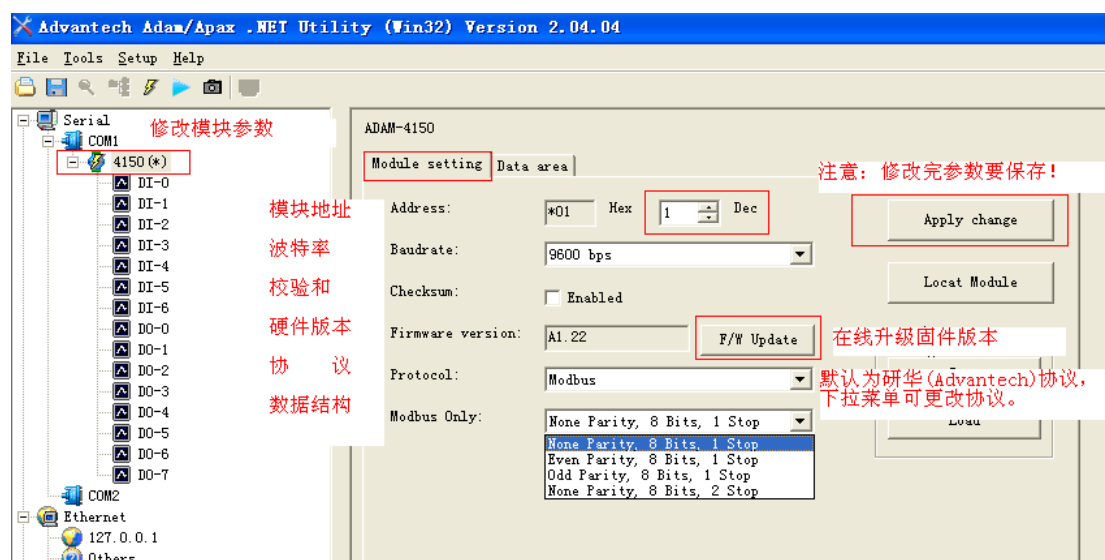 Advantech Adam/Apax .NET Utility (Win32) Version 2.04.04
File Tools Setup Help
Serial
COM1
4150(*)
DI-0
DI-1
DI-2
DI-3
DI-4
DI-5
DI-6
DO-0
DO-1
DO-2
DO-3
DO-4
DO-5
DO-6
DO-7
COM2
Ethernet
127.0.0.1
Others
修改模块参数
模块地址
波特率
校验和
硬件版本
协 议
数据结构
ADAM-4150
Module setting Data area
Address: *01 Hex 1 Dec
Baudrate: 9600 bps
Checksum: Enabled
Firmware version: A1.22 F/W Update
Protocol: Modbus
Modbus Only: None Parity, 8 Bits, 1 Stop
None Parity, 8 Bits, 1 Stop
Even Parity, 8 Bits, 1 Stop
Odd Parity, 8 Bits, 1 Stop
None Parity, 8 Bits, 2 Stop
注意：修改完参数要保存！
Apply change
Locat Module
在线升级固件版本
默认为研华(Advantech)协议，
下拉菜单可更改协议。
Load